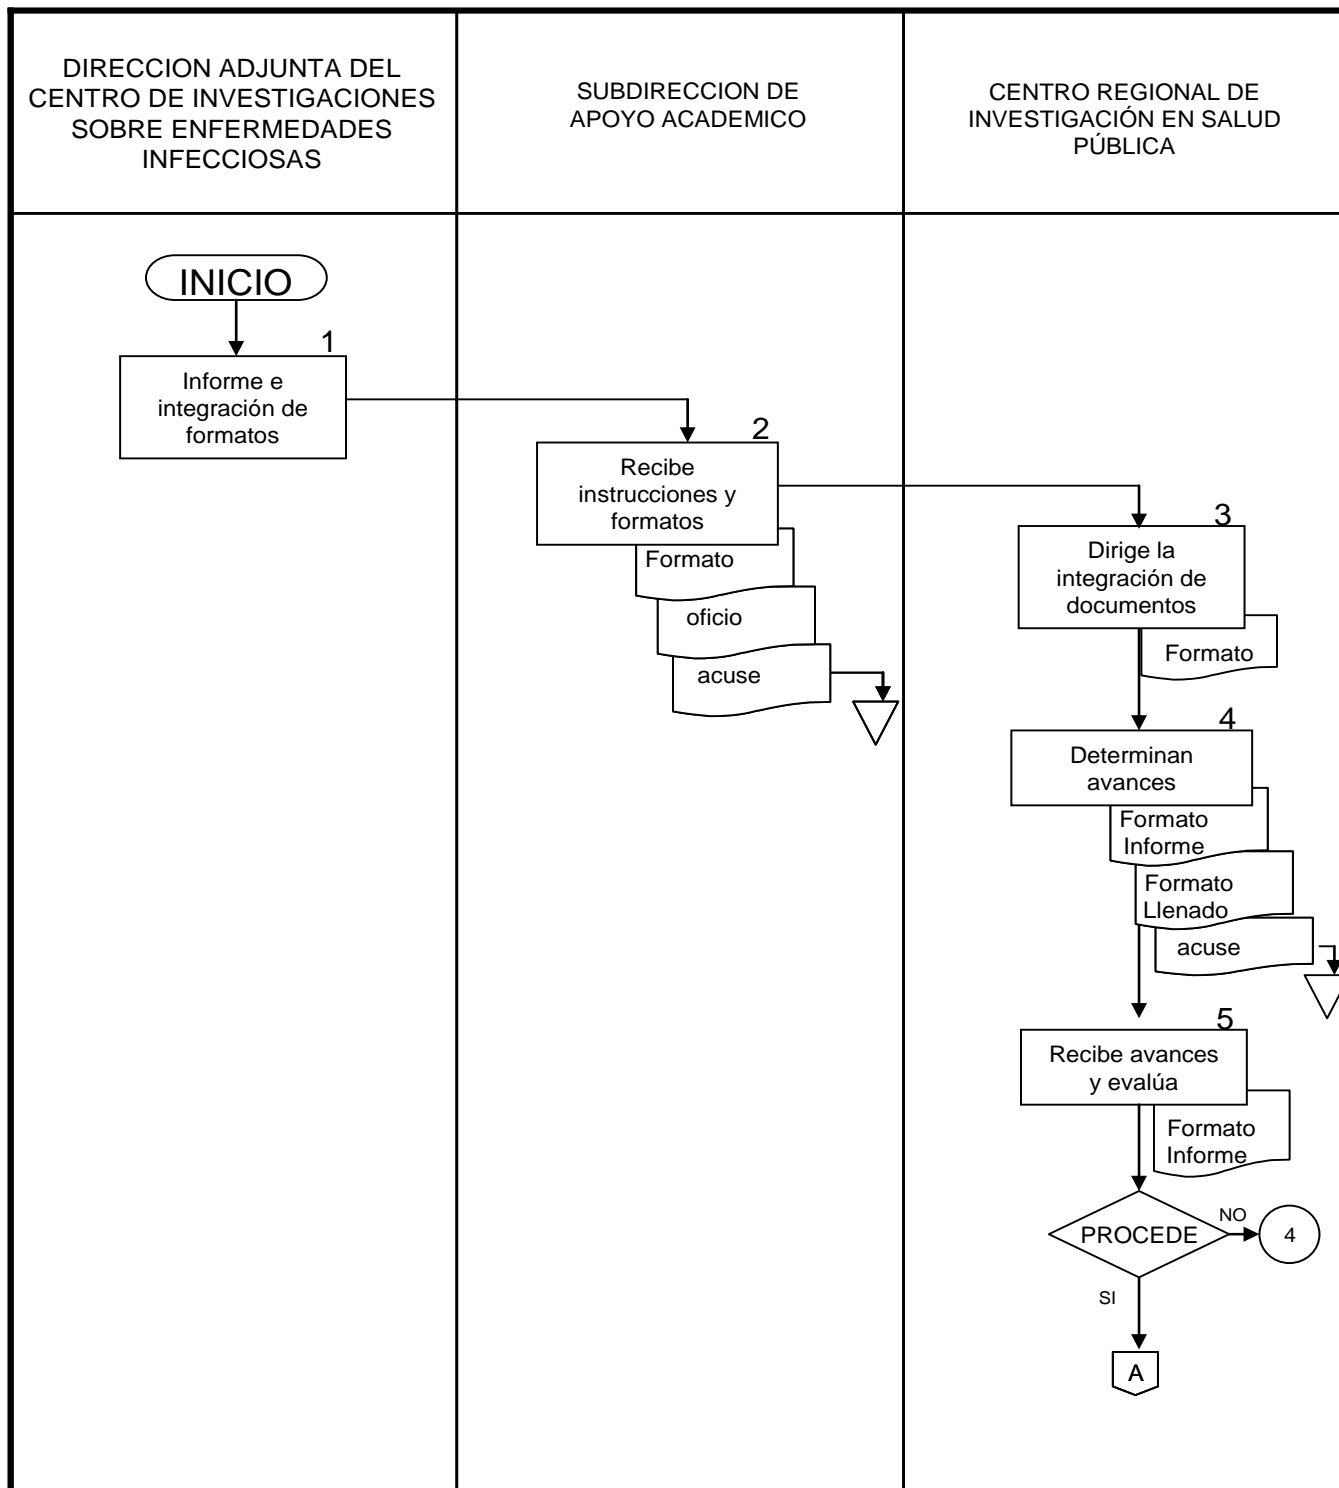 DIRECCION ADJUNTA DEL
CENTRO DE INVESTIGACIONES
SOBRE ENFERMEDADES
INFECCIOSAS
SUBDIRECCION DE
APOYO ACADEMICO
CENTRO REGIONAL DE
INVESTIGACIÓN EN SALUD
PÚBLICA
INICIO
1
Informe e
integración de
formatos
2
Recibe
instrucciones y
formatos
Formato
oficio
acuse
3
Dirige la
integración de
documentos
Formato
4
Determinan
avances
Formato
Informe
Formato
Llenado
acuse
5
Recibe avances
y evalúa
Formato
Informe
PROCEDE
NO
4
SI
A